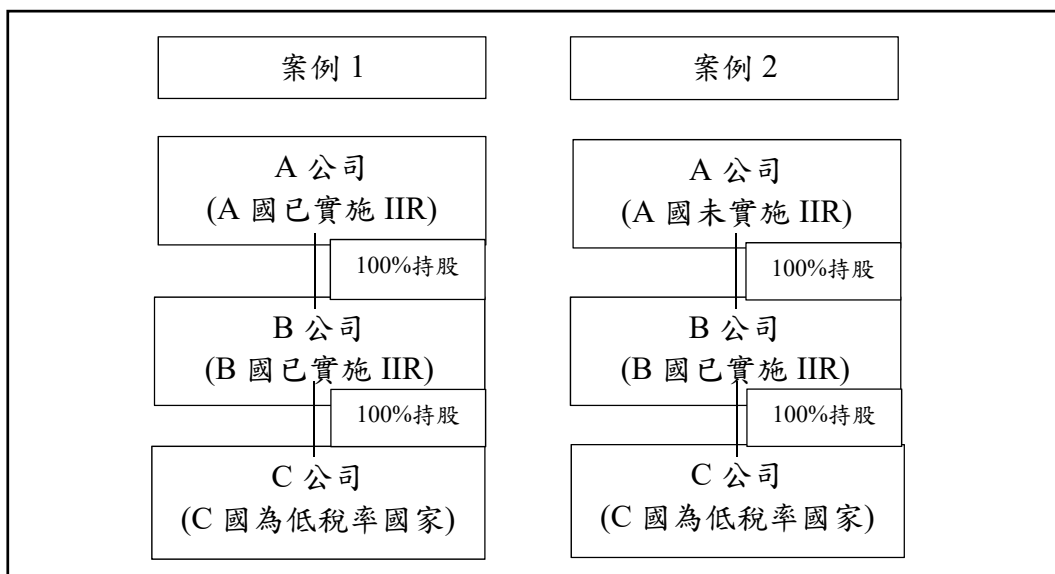 案例 1
A 公司
(A 國已實施 IIR)
100%持股
B 公司
(B 國已實施 IIR)
100%持股
C 公司
(C 國為低稅率國家)
案例 2
A 公司
(A 國未實施 IIR)
100%持股
B 公司
(B 國已實施 IIR)
100%持股
C 公司
(C 國為低稅率國家)